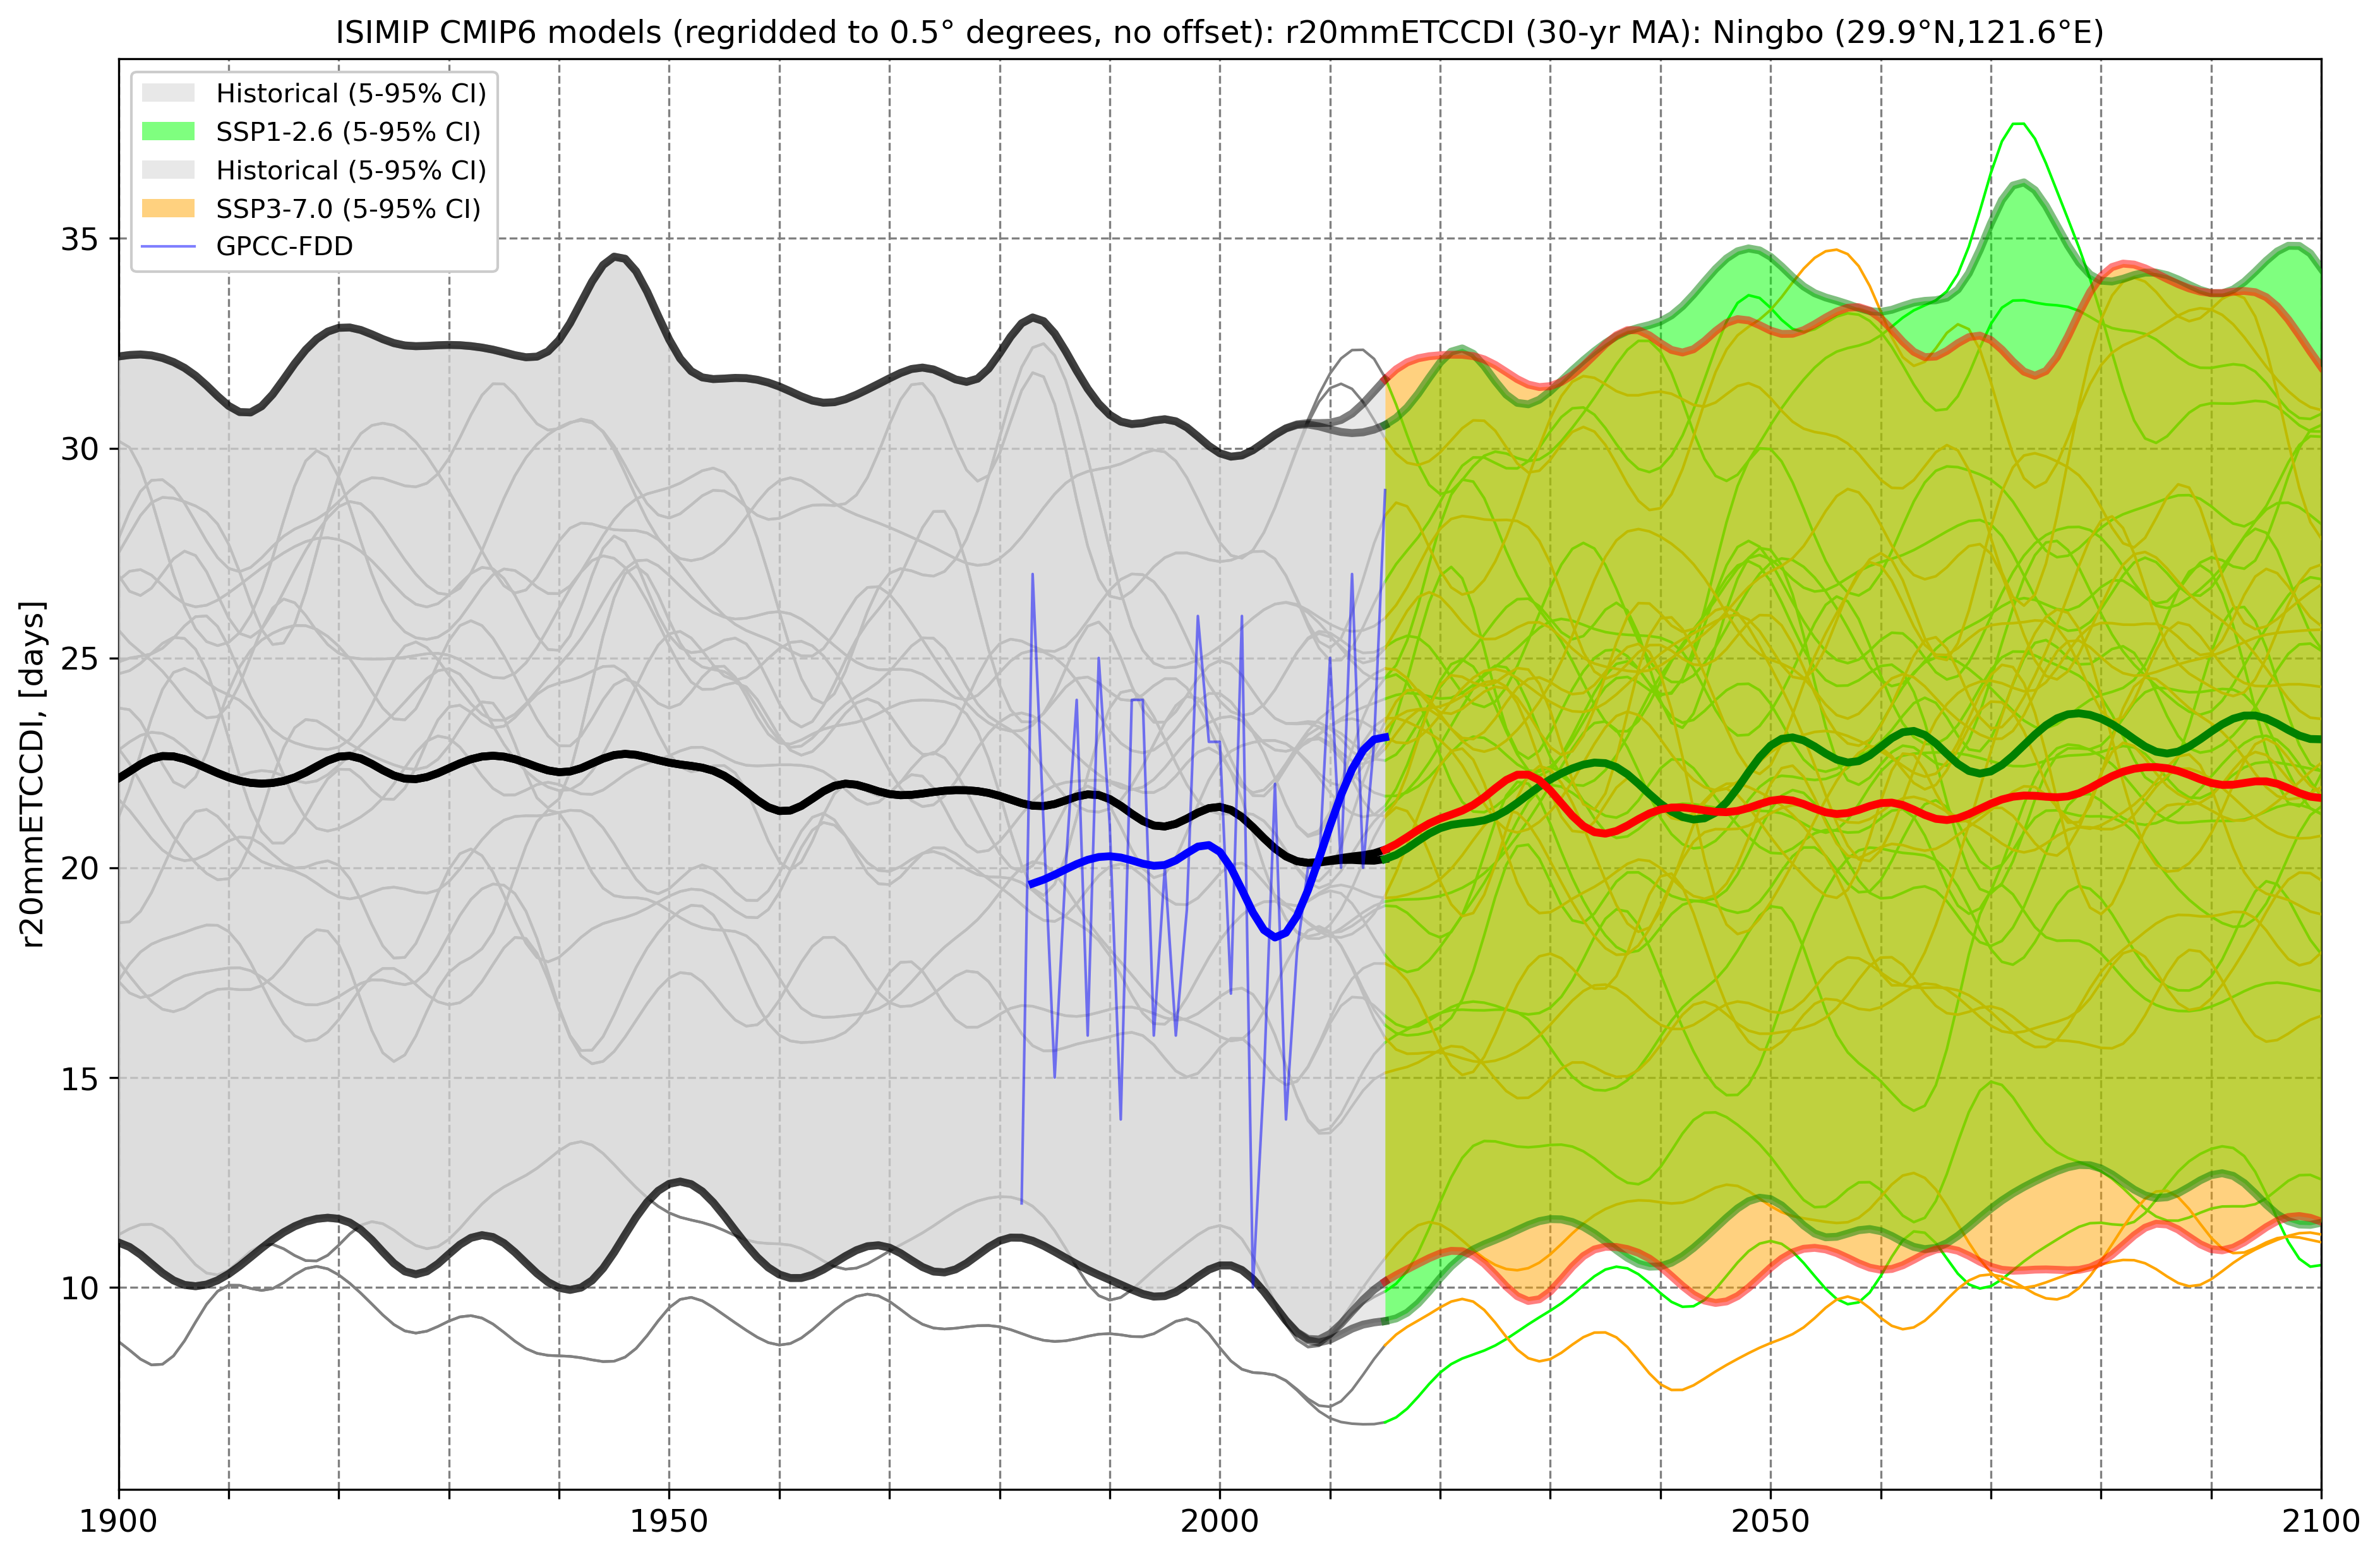 ISIMIP CMIP6 models (regridded to 0.5° degrees, no offset): r20mmETCCDI (30-yr MA): Ningbo (29.9°N,121.6°E)
Historical (5-95% CI)
SSP1-2.6 (5-95% CI)
Historical (5-95% CI)
SSP3-7.0 (5-95% CI)
GPCC-FDD
r20mmETCCDI, [days]
35
30
25
20
15
10
1900
1950
2000
2050
2100